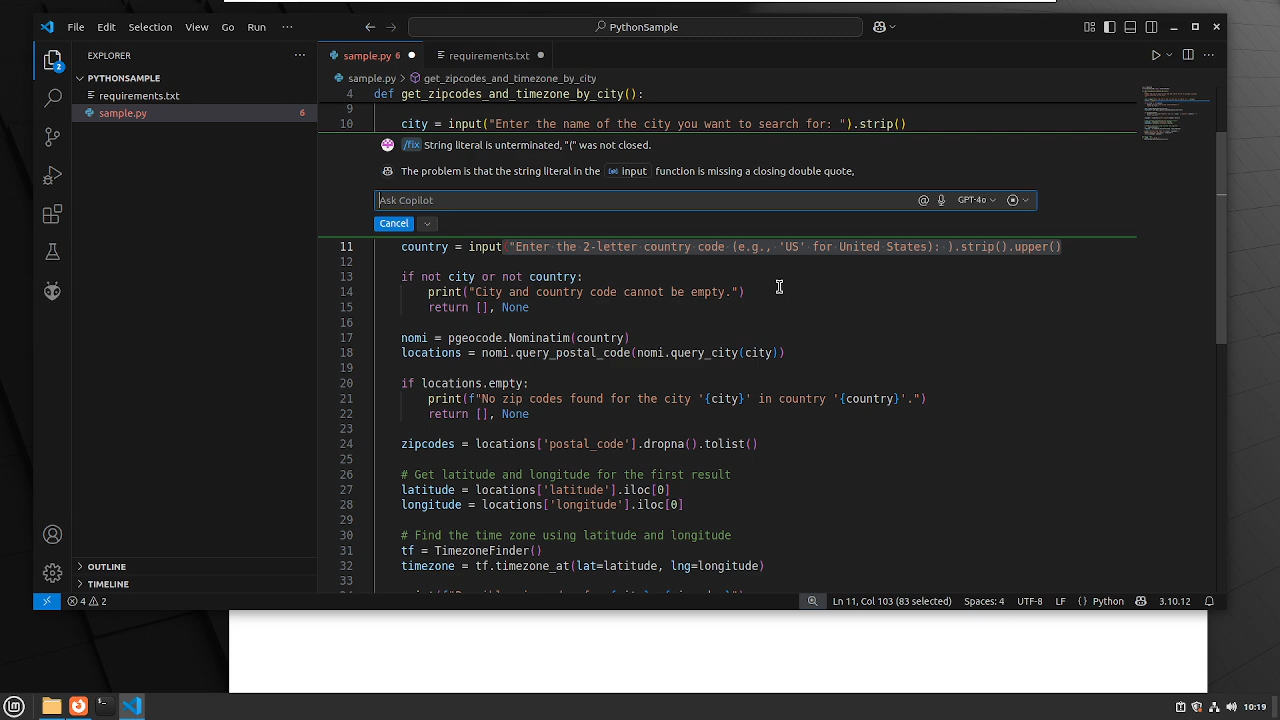 File Edit Selection View Go Run ··· PythonSample
EXPLORER ···
sample.py 6 requirements.txt
2
PYTHONSAMPLE
requirements.txt
sample.py 6
sample.py > get_zipcodes_and_timezone_by_city
4 def get_zipcodes_and_timezone_by_city():
9
10 city = input("Enter the name of the city you want to search for: ").strip()
/fix String literal is unterminated, "(" was not closed.
The problem is that the string literal in the input function is missing a closing double quote,
Ask Copilot @ GPT-4o
Cancel
11 country = input("Enter the 2-letter country code (e.g., 'US' for United States): ).strip().upper()
12
13 if not city or not country:
14 print("City and country code cannot be empty.")
15 return [], None
16
17 nomi = pgeocode.Nominatim(country)
18 locations = nomi.query_postal_code(nomi.query_city(city))
19
20 if locations.empty:
21 print(f"No zip codes found for the city '{city}' in country '{country}'.")
22 return [], None
23
24 zipcodes = locations['postal_code'].dropna().tolist()
25
26 # Get latitude and longitude for the first result
27 latitude = locations['latitude'].iloc[0]
28 longitude = locations['longitude'].iloc[0]
29
30 # Find the time zone using latitude and longitude
31 tf = TimezoneFinder()
32 timezone = tf.timezone_at(lat=latitude, lng=longitude)
33
OUTLINE
TIMELINE
4 2 Ln 11, Col 103 (83 selected) Spaces: 4 UTF-8 LF {} Python 3.10.12
10:19